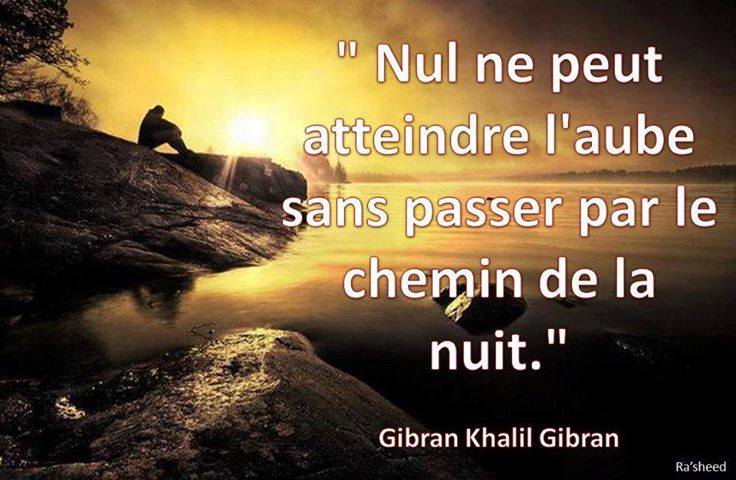 " Nul ne peut
atteindre l'aube
sans passer par le
chemin de la
nuit."
Gibran Khalil Gibran
Ra’sheed